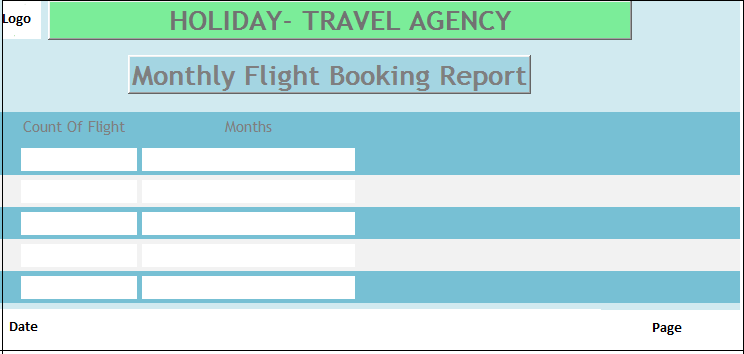 Logo
HOLIDAY- TRAVEL AGENCY
Monthly Flight Booking Report
Count Of Flight Months
Date Page